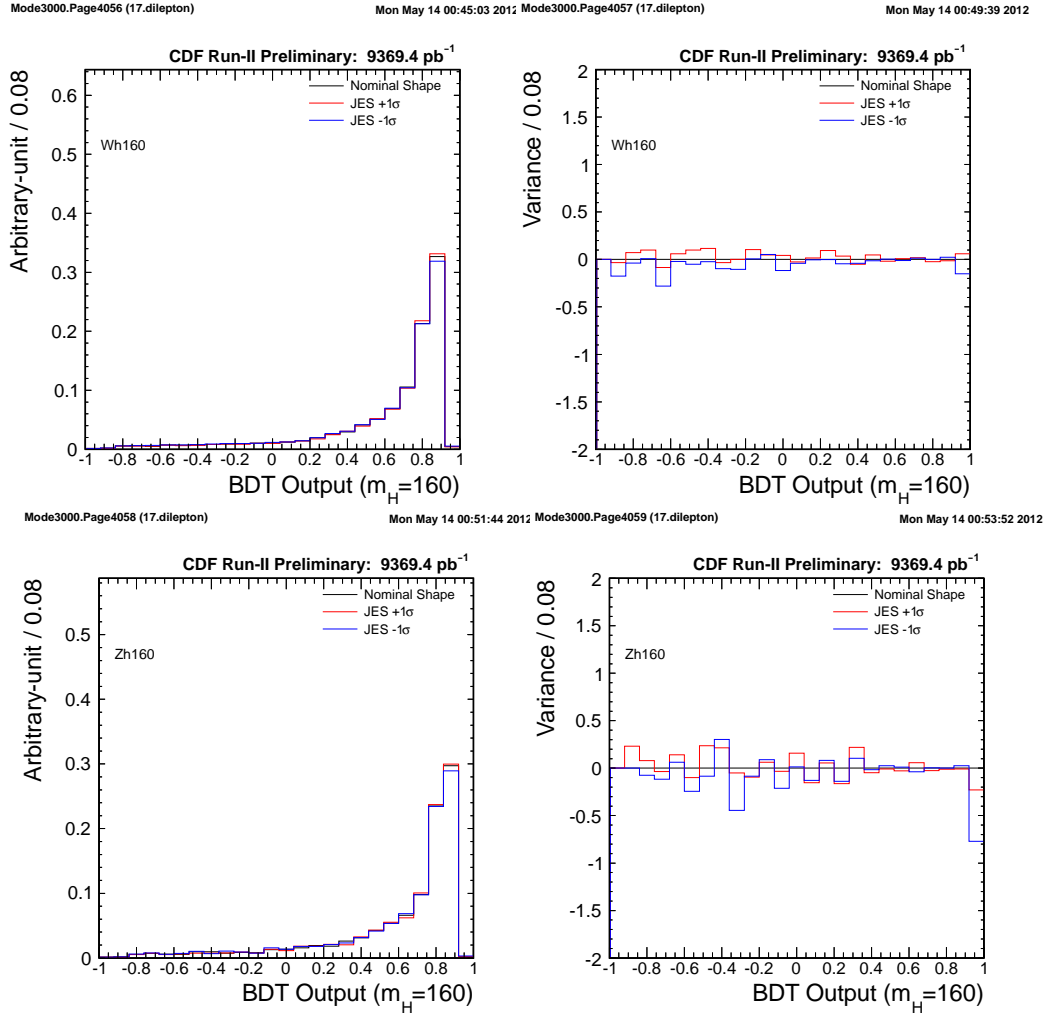 Mode3000.Page4056 (17.dilepton)
Mon May 14 00:45:03 2012
CDF Run-II Preliminary: 9369.4 pb⁻¹
Arbitrary-unit / 0.08
Nominal Shape
JES +1σ
JES -1σ
Wh160
0.6
0.5
0.4
0.3
0.2
0.1
0
-1 -0.8 -0.6 -0.4 -0.2 0 0.2 0.4 0.6 0.8 1
BDT Output (m_H=160)
Mode3000.Page4057 (17.dilepton)
Mon May 14 00:49:39 2012
CDF Run-II Preliminary: 9369.4 pb⁻¹
Variance / 0.08
Nominal Shape
JES +1σ
JES -1σ
Wh160
2
1.5
1
0.5
0
-0.5
-1
-1.5
-2
-1 -0.8 -0.6 -0.4 -0.2 0 0.2 0.4 0.6 0.8 1
BDT Output (m_H=160)
Mode3000.Page4058 (17.dilepton)
Mon May 14 00:51:44 2012
CDF Run-II Preliminary: 9369.4 pb⁻¹
Arbitrary-unit / 0.08
Nominal Shape
JES +1σ
JES -1σ
Zh160
0.5
0.4
0.3
0.2
0.1
0
-1 -0.8 -0.6 -0.4 -0.2 0 0.2 0.4 0.6 0.8 1
BDT Output (m_H=160)
Mode3000.Page4059 (17.dilepton)
Mon May 14 00:53:52 2012
CDF Run-II Preliminary: 9369.4 pb⁻¹
Variance / 0.08
Nominal Shape
JES +1σ
JES -1σ
Zh160
2
1.5
1
0.5
0
-0.5
-1
-1.5
-2
-1 -0.8 -0.6 -0.4 -0.2 0 0.2 0.4 0.6 0.8 1
BDT Output (m_H=160)